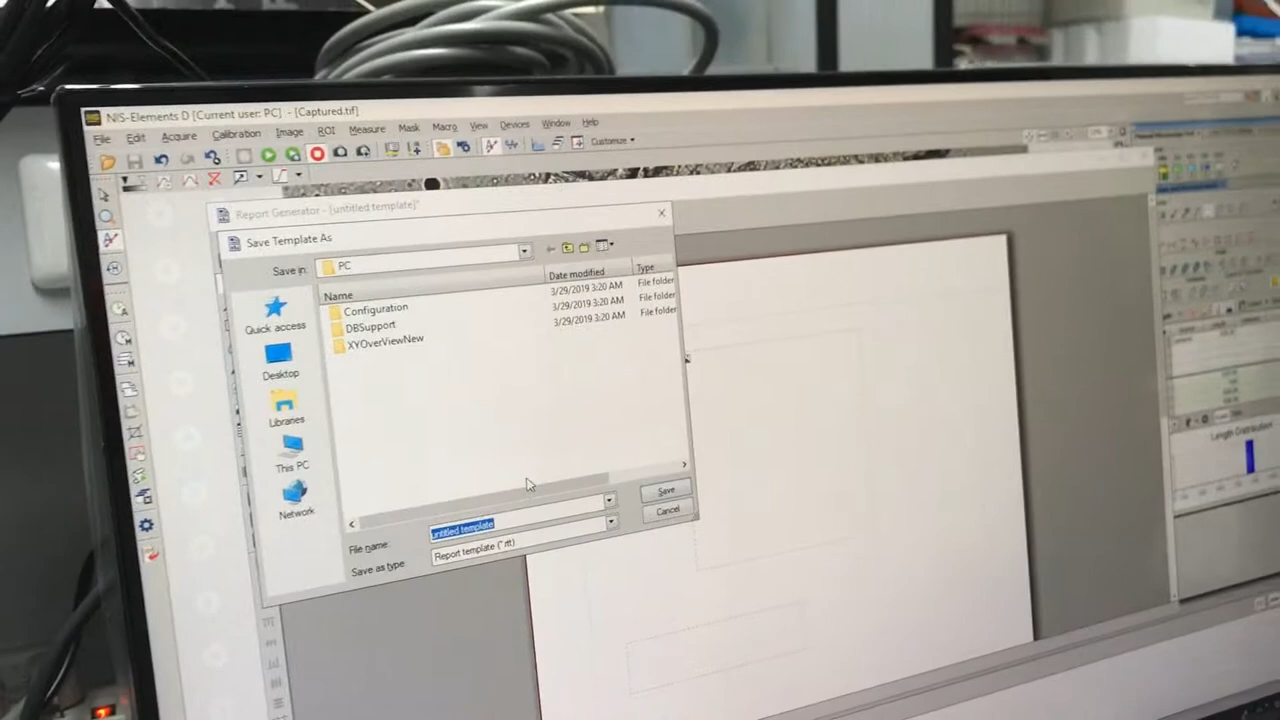 NIS-Elements D [Current user: PC] - [Captured.tif]
File Edit Acquire Calibration Image ROI Measure Mask Macro View Devices Window Help
Customize
Report Generator - [untitled template]*
Save Template As
Save in:
PC
Name Date modified Type
Configuration 3/29/2019 3:20 AM File folder
DBSupport 3/29/2019 3:20 AM File folder
XYOverViewNew 3/29/2019 3:20 AM File folder
Quick access
Desktop
Libraries
This PC
Network
File name: untitled template Save
Save as type: Report template (*.rtt) Cancel
Length Distribution